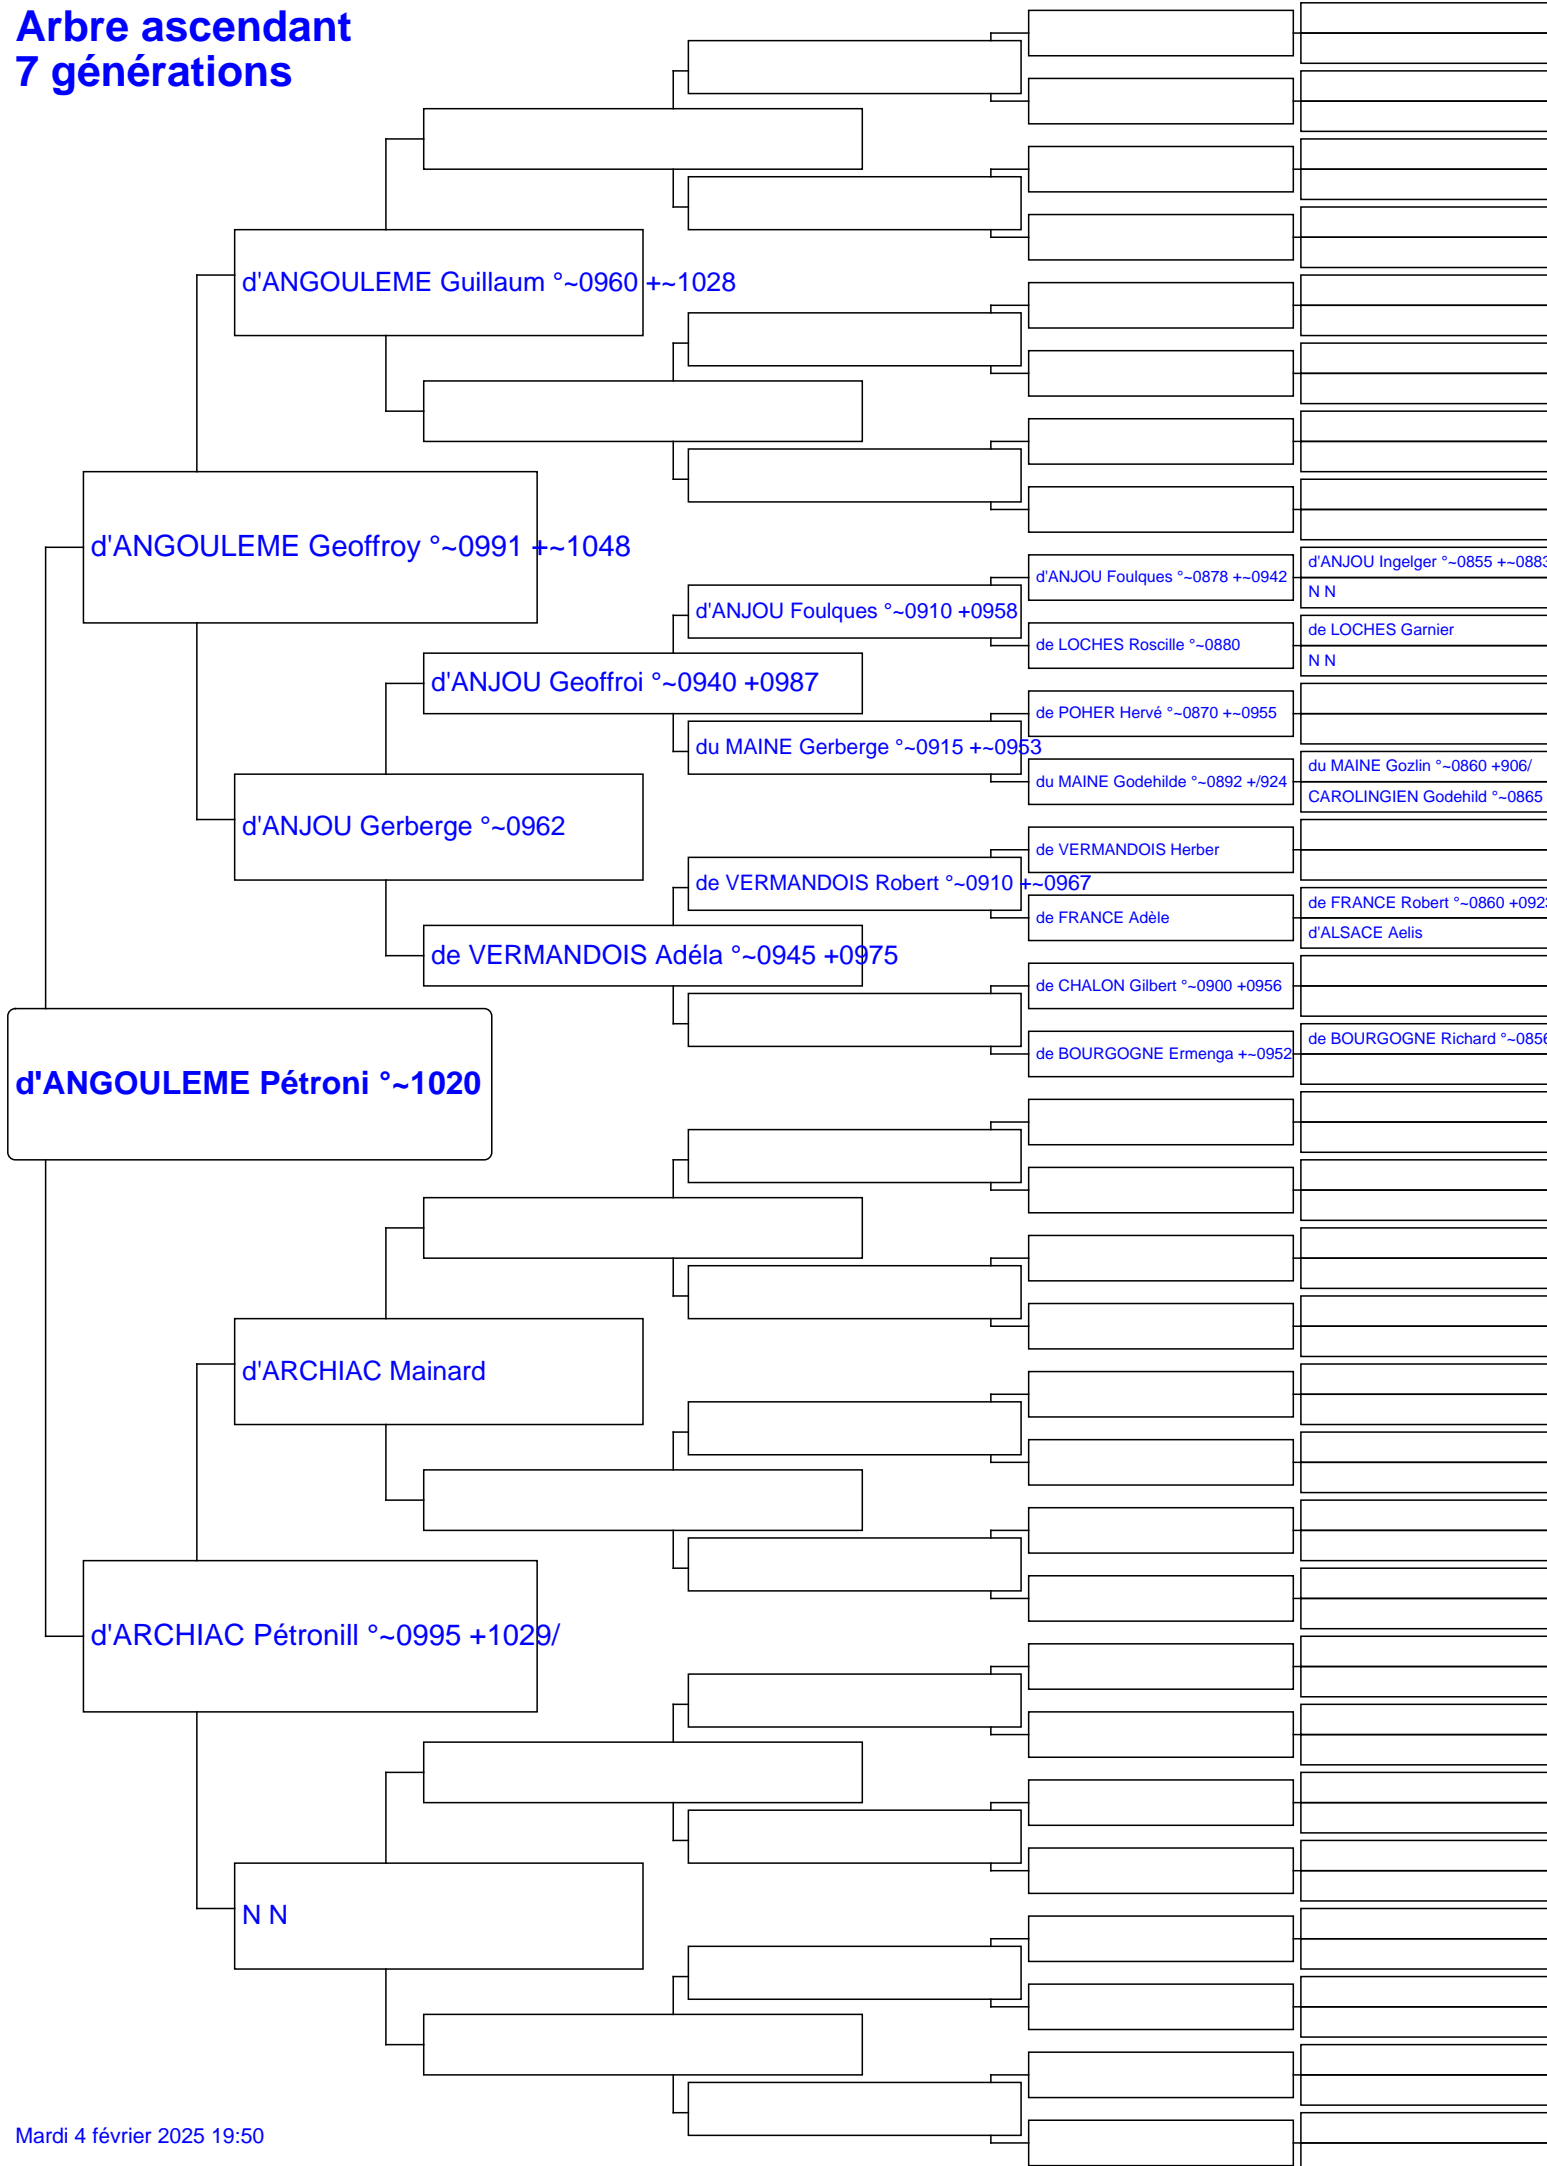 Arbre ascendant
7 générations
d'ANGOULEME Guillaum °~0960 +~1028
d'ANGOULEME Geoffroy °~0991 +~1048
d'ANJOU Ingelger °~0855 +~0883
d'ANJOU Foulques °~0878 +~0942
N N
d'ANJOU Foulques °~0910 +0958
de LOCHES Garnier
de LOCHES Roscille °~0880
N N
d'ANJOU Geoffroi °~0940 +0987
de POHER Hervé °~0870 +~0955
du MAINE Gerberge °~0915 +~0953
du MAINE Gozlin °~0860 +906/
du MAINE Godehilde °~0892 +/924
CAROLINGIEN Godehild °~0865
d'ANJOU Gerberge °~0962
de VERMANDOIS Herber
de VERMANDOIS Robert °~0910 +~0967
de FRANCE Robert °~0860 +0923
de FRANCE Adèle
d'ALSACE Aelis
de VERMANDOIS Adéla °~0945 +0975
de CHALON Gilbert °~0900 +0956
de BOURGOGNE Richard °~0856
de BOURGOGNE Ermenga +~0952
d'ANGOULEME Pétroni °~1020
d'ARCHIAC Mainard
d'ARCHIAC Pétronill °~0995 +1029/
N N
Mardi 4 février 2025 19:50